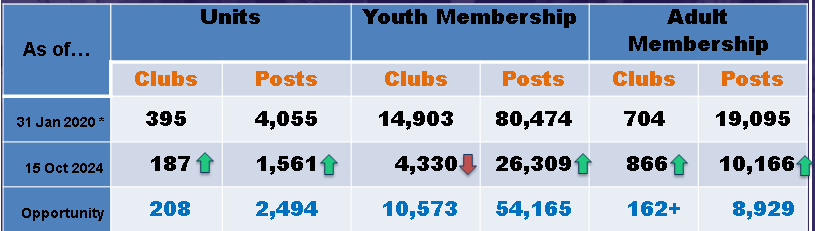 As of… Units Youth Membership Adult Membership
Clubs Posts Clubs Posts Clubs Posts
31 Jan 2020 * 395 4,055 14,903 80,474 704 19,095
15 Oct 2024 187 1,561 4,330 26,309 866 10,166
Opportunity 208 2,494 10,573 54,165 162+ 8,929